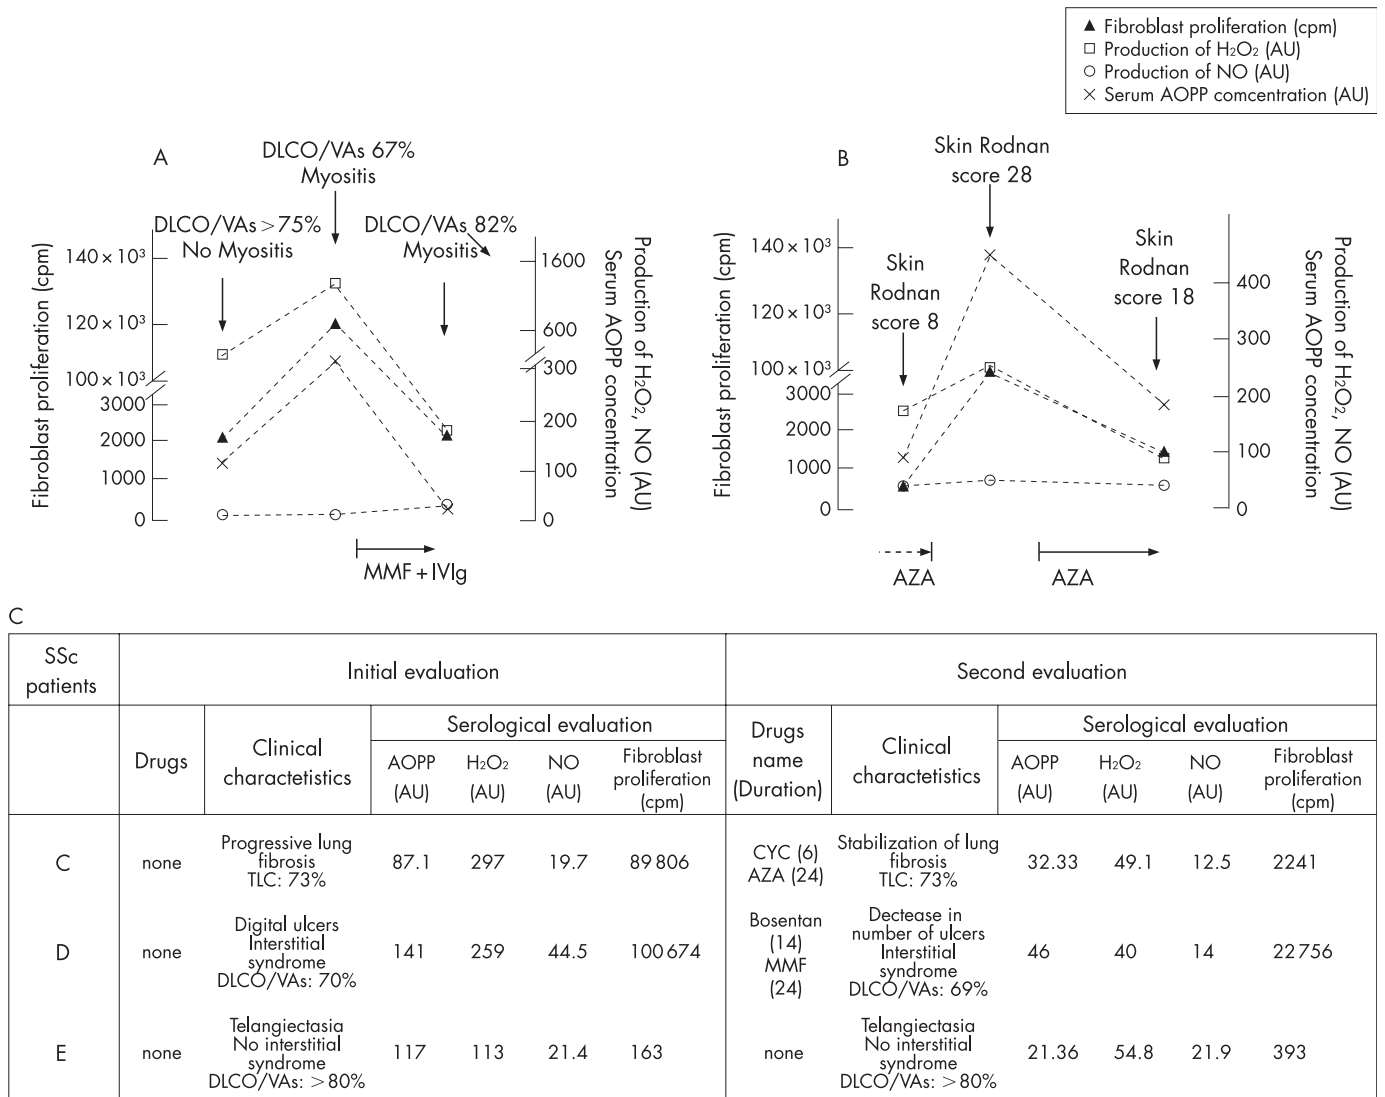 ▲ Fibroblast proliferation (cpm)
□ Production of H₂O₂ (AU)
○ Production of NO (AU)
× Serum AOPP comcentration (AU)
A
DLCO/VAs 67%
Myositis
DLCO/VAs >75%
No Myositis
DLCO/VAs 82%
Myositis
Fibroblast proliferation (cpm)
140 × 10³
120 × 10³
100 × 10³
3000
2000
1000
0
1600
600
300
200
100
0
Production of H₂O₂, NO (AU)
Serum AOPP concentration
MMF + IVIg
B
Skin Rodnan
score 28
Skin
Rodnan
score 8
Skin
Rodnan
score 18
Fibroblast proliferation (cpm)
140 × 10³
120 × 10³
100 × 10³
3000
2000
1000
0
400
300
200
100
0
Production of H₂O₂, NO (AU)
Serum AOPP concentration
AZA
AZA
C
SSc
patients
Initial evaluation
Second evaluation
Drugs
Clinical
charactetistics
Serological evaluation
AOPP
(AU)
H₂O₂
(AU)
NO
(AU)
Fibroblast
proliferation
(cpm)
Drugs
name
(Duration)
Clinical
charactetistics
Serological evaluation
AOPP
(AU)
H₂O₂
(AU)
NO
(AU)
Fibroblast
proliferation
(cpm)
C
none
Progressive lung
fibrosis
TLC: 73%
87.1
297
19.7
89 806
CYC (6)
AZA (24)
Stabilization of lung
fibrosis
TLC: 73%
32.33
49.1
12.5
2241
D
none
Digital ulcers
Interstitial
syndrome
DLCO/VAs: 70%
141
259
44.5
100 674
Bosentan
(14)
MMF
(24)
Dectease in
number of ulcers
Interstitial
syndrome
DLCO/VAs: 69%
46
40
14
22 756
E
none
Telangiectasia
No interstitial
syndrome
DLCO/VAs: >80%
117
113
21.4
163
none
Telangiectasia
No interstitial
syndrome
DLCO/VAs: >80%
21.36
54.8
21.9
393